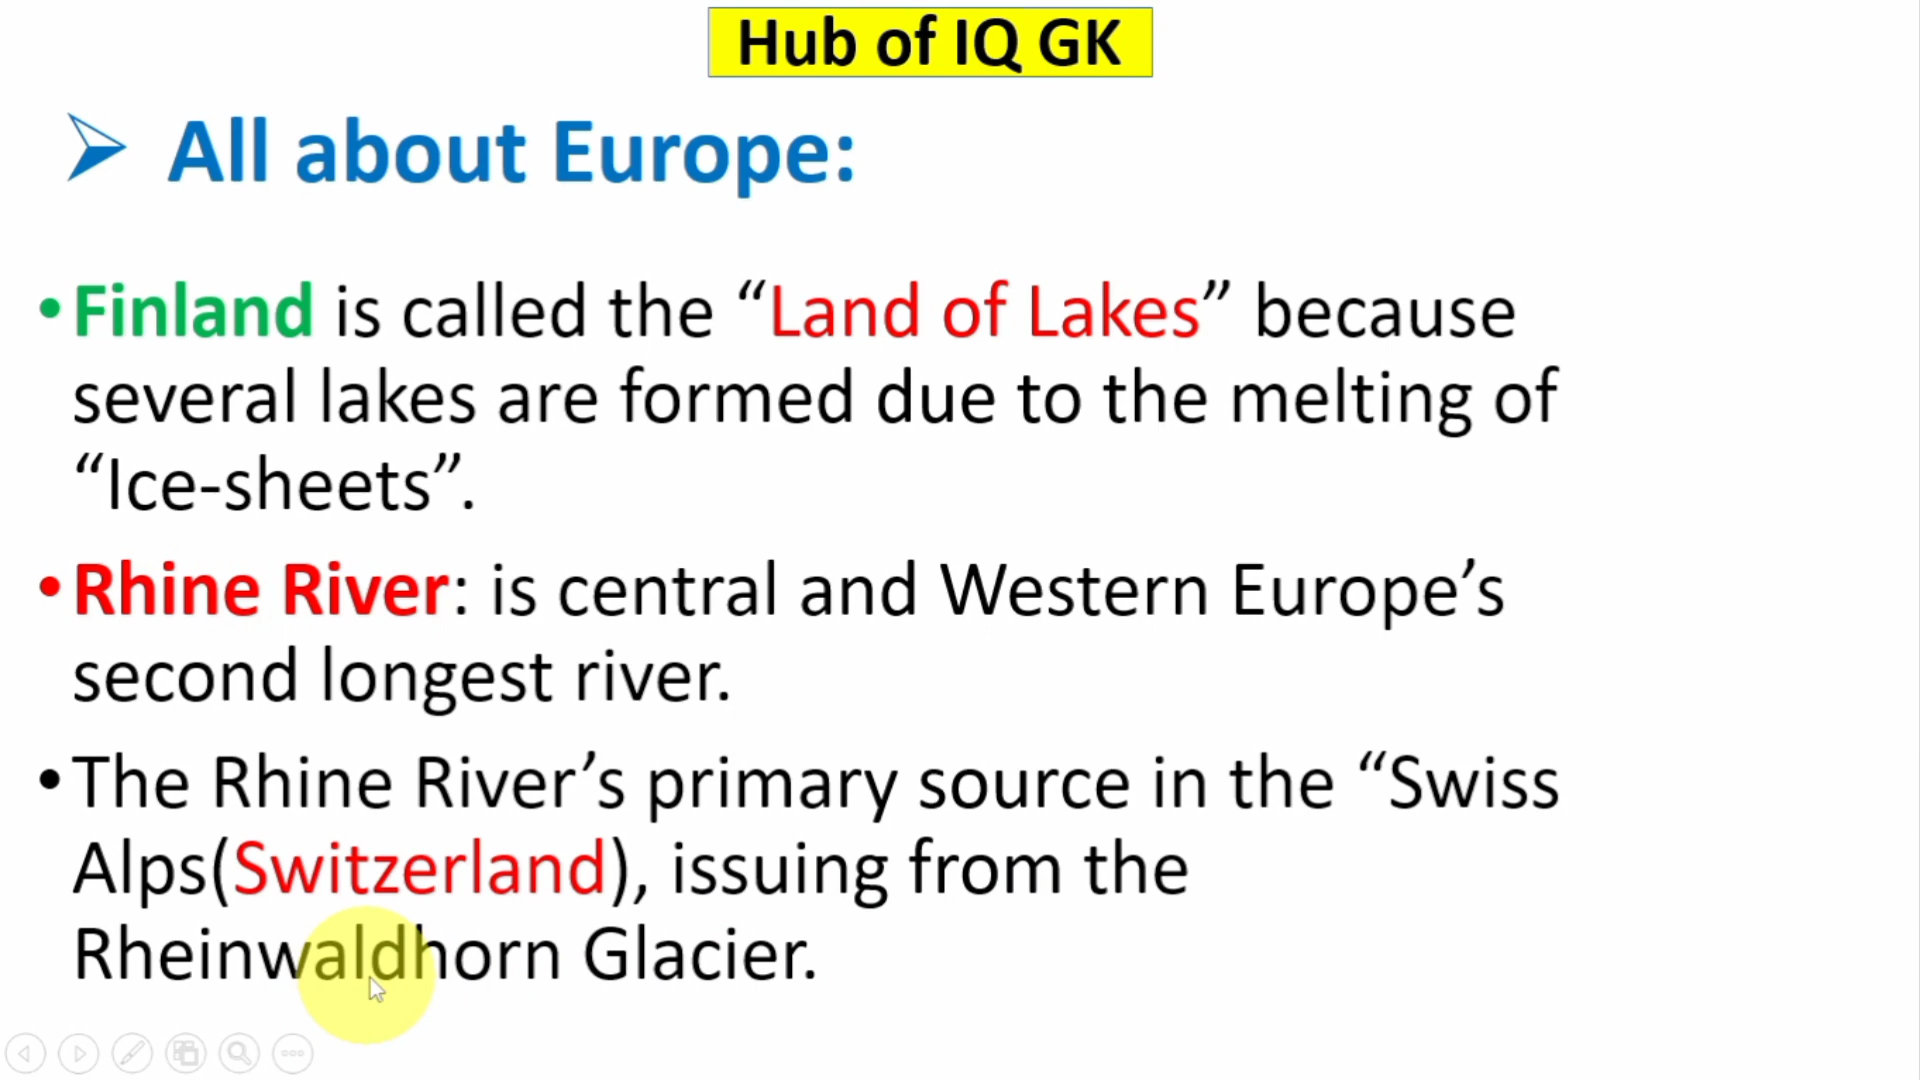 Hub of IQ GK
All about Europe:
•Finland is called the “Land of Lakes” because
several lakes are formed due to the melting of
“Ice-sheets”.
•Rhine River: is central and Western Europe’s
second longest river.
•The Rhine River’s primary source in the “Swiss
Alps(Switzerland), issuing from the
Rheinwaldhorn Glacier.